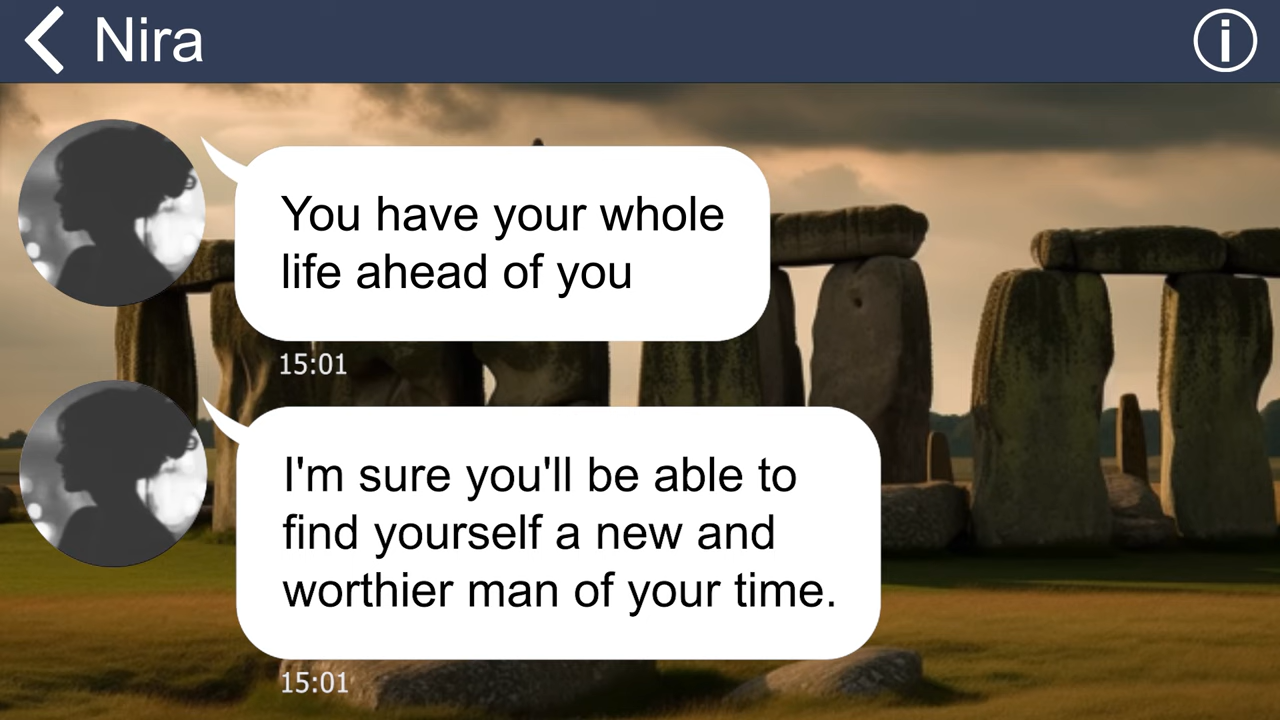 Nira
You have your whole
life ahead of you
15:01
I'm sure you'll be able to
find yourself a new and
worthier man of your time.
15:01